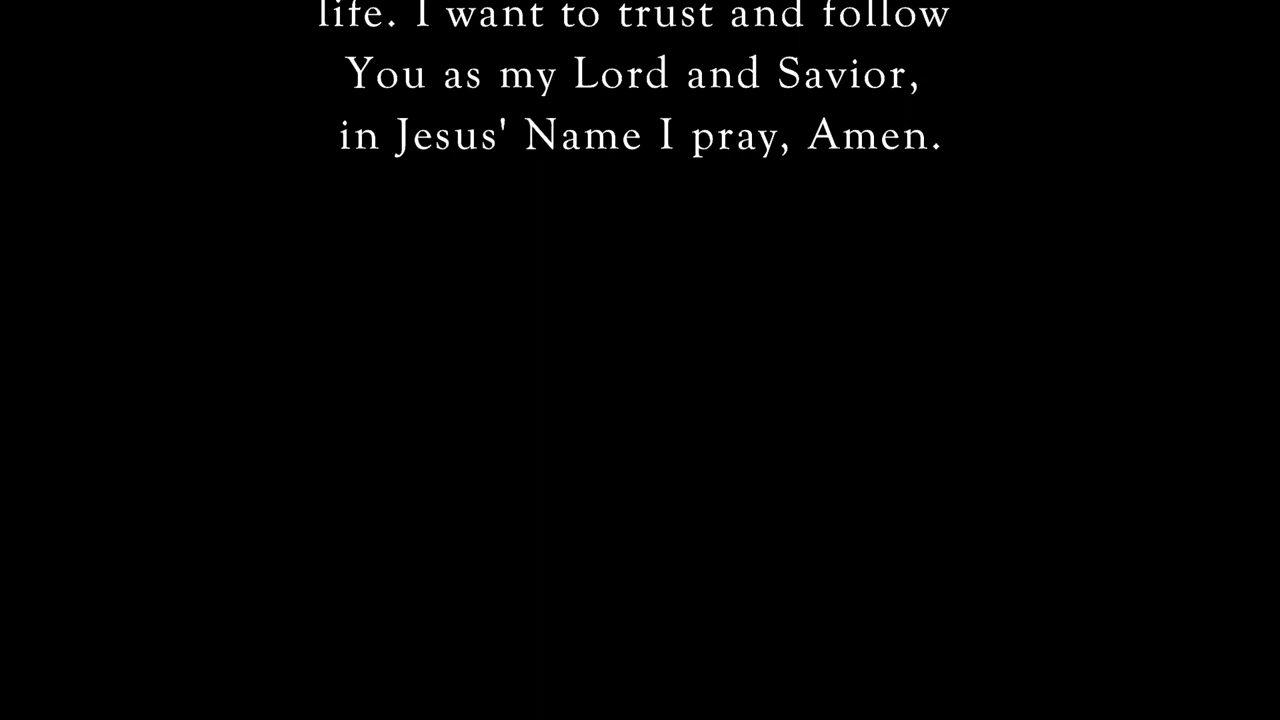 life. I want to trust and follow
You as my Lord and Savior,
in Jesus' Name I pray, Amen.